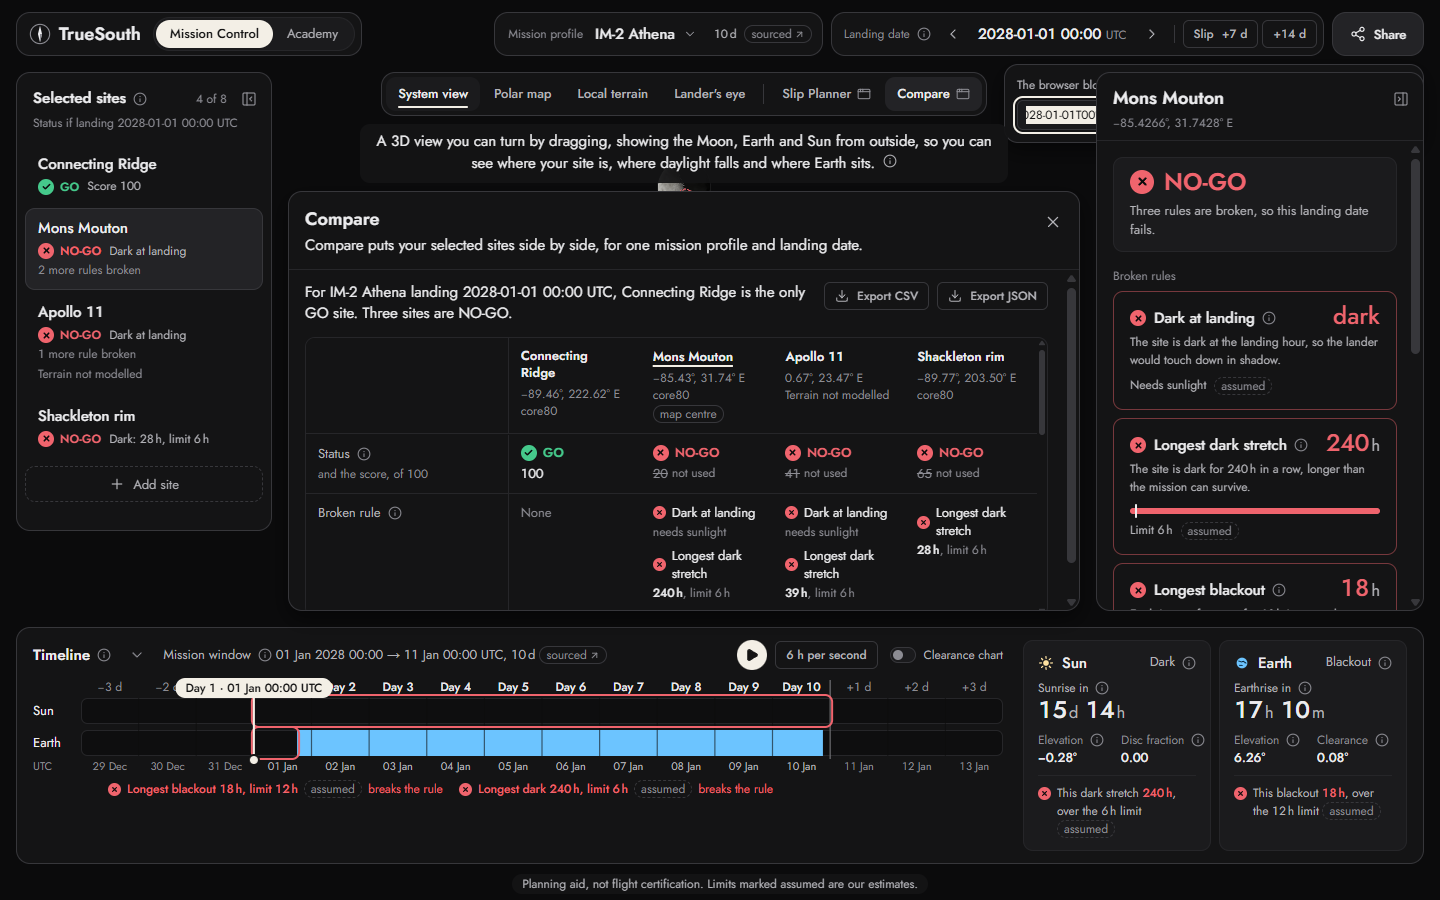 TrueSouth
Mission Control
Academy
Mission profile IM-2 Athena 10 d sourced ↗
Landing date 2028-01-01 00:00 UTC
Slip +7 d +14 d
Share
Selected sites 4 of 8
Status if landing 2028-01-01 00:00 UTC
Connecting Ridge
GO Score 100
Mons Mouton
NO-GO Dark at landing
2 more rules broken
Apollo 11
NO-GO Dark at landing
1 more rule broken
Terrain not modelled
Shackleton rim
NO-GO Dark: 28 h, limit 6 h
+ Add site
System view Polar map Local terrain Lander's eye Slip Planner Compare
A 3D view you can turn by dragging, showing the Moon, Earth and Sun from outside, so you can
see where your site is, where daylight falls and where Earth sits.
The browser
Compare
Compare puts your selected sites side by side, for one mission profile and landing date.
For IM-2 Athena landing 2028-01-01 00:00 UTC, Connecting Ridge is the only
GO site. Three sites are NO-GO.
Export CSV
Export JSON
Connecting
Ridge
−89.46°, 222.62° E
core80
Mons Mouton
−85.43°, 31.74° E
core80
map centre
Apollo 11
0.67°, 23.47° E
Terrain not modelled
Shackleton rim
−89.77°, 203.50° E
core80
Status
and the score, of 100
GO
100
NO-GO
20 not used
NO-GO
41 not used
NO-GO
65 not used
Broken rule
None
Dark at landing
needs sunlight
Longest dark
stretch
240 h, limit 6 h
Dark at landing
needs sunlight
Longest dark
stretch
39 h, limit 6 h
Longest dark
stretch
28 h, limit 6 h
Mons Mouton
−85.4266°, 31.7428° E
NO-GO
Three rules are broken, so this landing date
fails.
Broken rules
Dark at landing dark
The site is dark at the landing hour, so the lander
would touch down in shadow.
Needs sunlight assumed
Longest dark stretch 240 h
The site is dark for 240 h in a row, longer than
the mission can survive.
Limit 6 h assumed
Longest blackout 18 h
Timeline
Mission window 01 Jan 2028 00:00 → 11 Jan 00:00 UTC, 10 d sourced ↗
6 h per second
Clearance chart
−3 d −2 Day 1 · 01 Jan 00:00 UTC ay 2 Day 3 Day 4 Day 5 Day 6 Day 7 Day 8 Day 9 Day 10 +1 d +2 d +3 d
Sun
Earth
UTC 29 Dec 30 Dec 31 Dec 01 Jan 02 Jan 03 Jan 04 Jan 05 Jan 06 Jan 07 Jan 08 Jan 09 Jan 10 Jan 11 Jan 12 Jan 13 Jan
Longest blackout 18 h, limit 12 h assumed breaks the rule Longest dark 240 h, limit 6 h assumed breaks the rule
Sun Dark
Sunrise in
15 d 14 h
Elevation
−0.28°
Disc fraction
0.00
This dark stretch 240 h,
over the 6 h limit
assumed
Earth Blackout
Earthrise in
17 h 10 m
Elevation
6.26°
Clearance
0.08°
This blackout 18 h, over
the 12 h limit assumed
Planning aid, not flight certification. Limits marked assumed are our estimates.